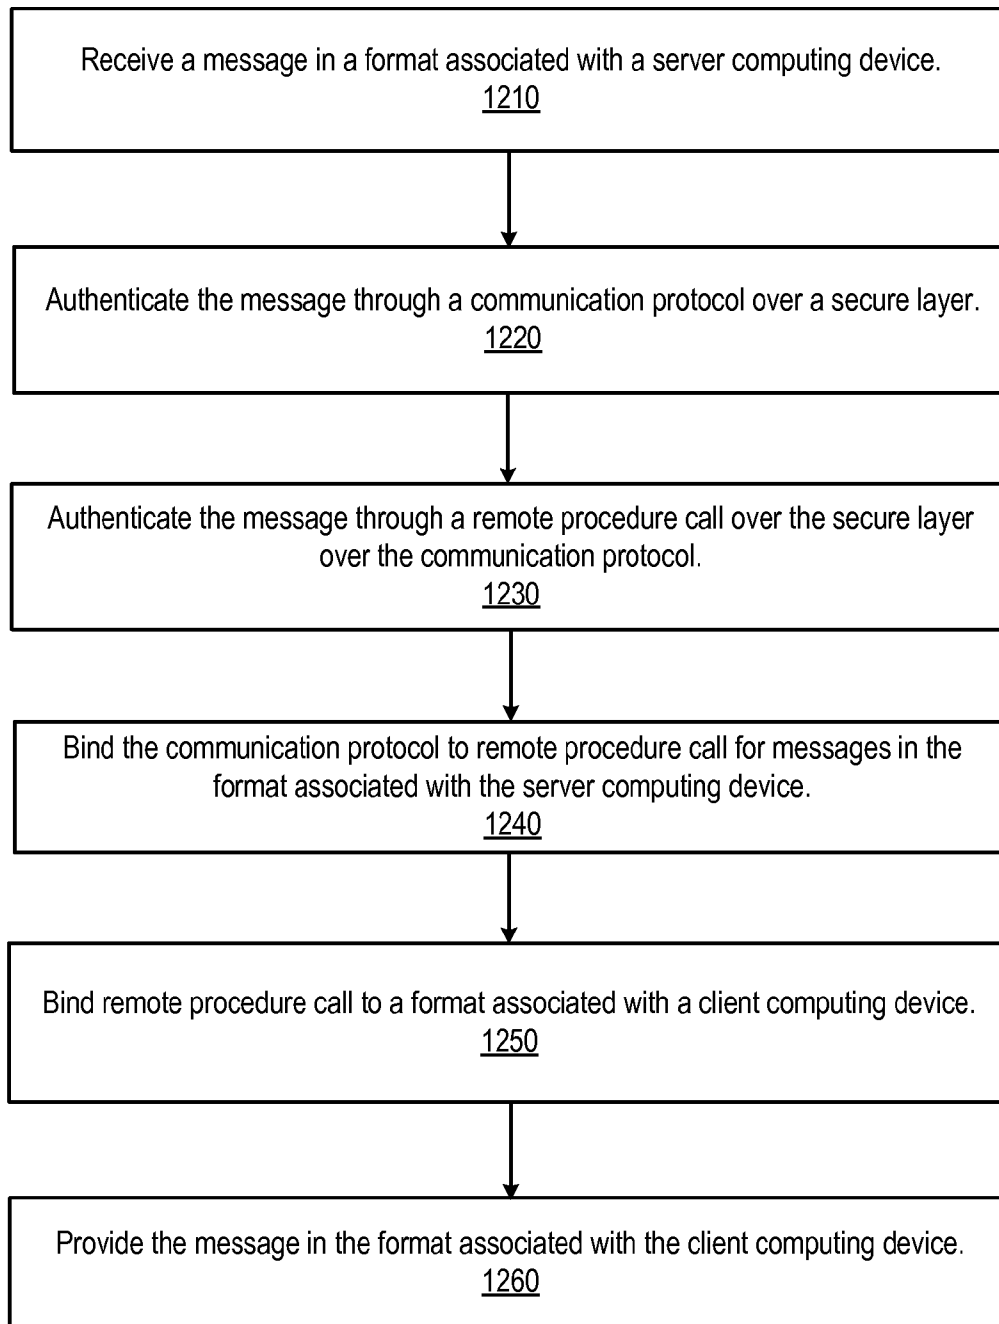 Receive a message in a format associated with a server computing device.
1210
Authenticate the message through a communication protocol over a secure layer.
1220
Authenticate the message through a remote procedure call over the secure layer
over the communication protocol.
1230
Bind the communication protocol to remote procedure call for messages in the
format associated with the server computing device.
1240
Bind remote procedure call to a format associated with a client computing device.
1250
Provide the message in the format associated with the client computing device.
1260